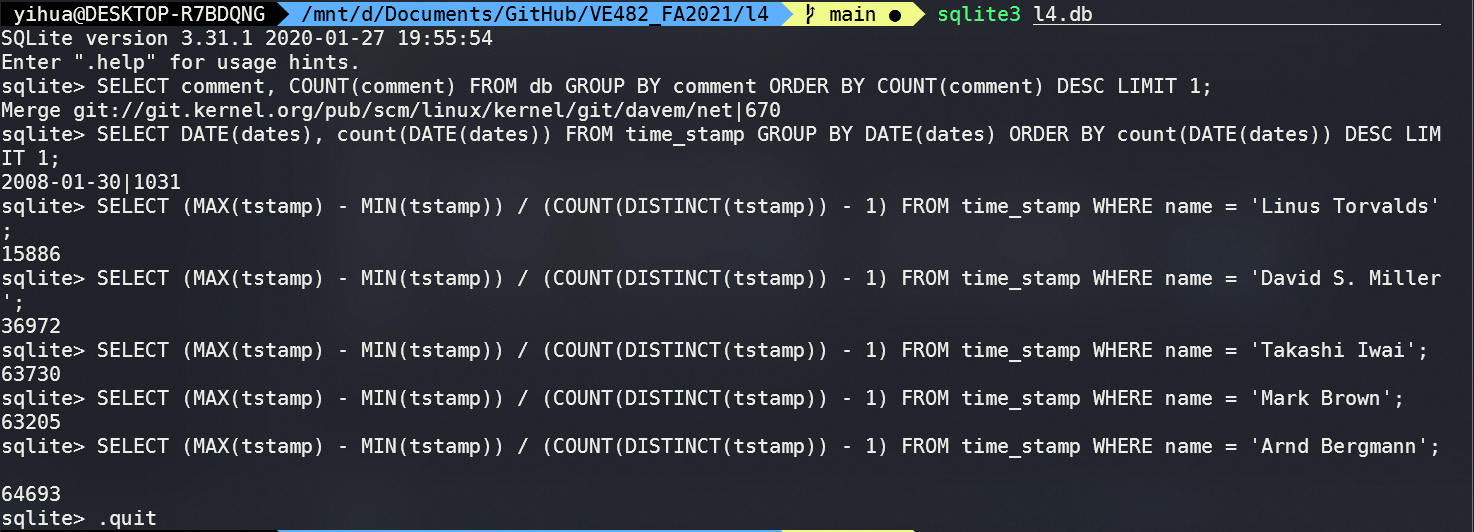 yihua@DESKTOP-R7BDQNG /mnt/d/Documents/GitHub/VE482_FA2021/l4 main ● sqlite3 l4.db
SQLite version 3.31.1 2020-01-27 19:55:54
Enter ".help" for usage hints.
sqlite> SELECT comment, COUNT(comment) FROM db GROUP BY comment ORDER BY COUNT(comment) DESC LIMIT 1;
Merge git://git.kernel.org/pub/scm/linux/kernel/git/davem/net|670
sqlite> SELECT DATE(dates), count(DATE(dates)) FROM time_stamp GROUP BY DATE(dates) ORDER BY count(DATE(dates)) DESC LIM
IT 1;
2008-01-30|1031
sqlite> SELECT (MAX(tstamp) - MIN(tstamp)) / (COUNT(DISTINCT(tstamp)) - 1) FROM time_stamp WHERE name = 'Linus Torvalds'
;
15886
sqlite> SELECT (MAX(tstamp) - MIN(tstamp)) / (COUNT(DISTINCT(tstamp)) - 1) FROM time_stamp WHERE name = 'David S. Miller
';
36972
sqlite> SELECT (MAX(tstamp) - MIN(tstamp)) / (COUNT(DISTINCT(tstamp)) - 1) FROM time_stamp WHERE name = 'Takashi Iwai';
63730
sqlite> SELECT (MAX(tstamp) - MIN(tstamp)) / (COUNT(DISTINCT(tstamp)) - 1) FROM time_stamp WHERE name = 'Mark Brown';
63205
sqlite> SELECT (MAX(tstamp) - MIN(tstamp)) / (COUNT(DISTINCT(tstamp)) - 1) FROM time_stamp WHERE name = 'Arnd Bergmann';
64693
sqlite> .quit